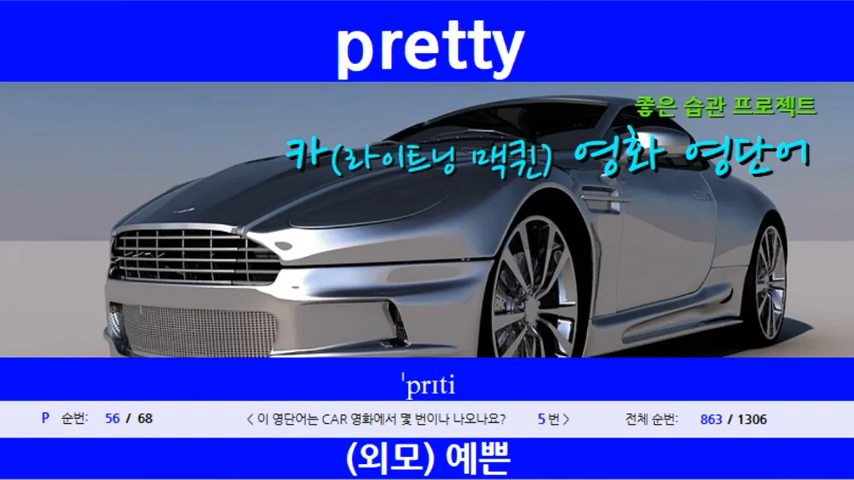 pretty
좋은 습관 프로젝트
카(라이트닝 맥퀸) 영화 영단어
ˈprɪti
P 순번: 56 / 68 < 이 영단어는 CAR 영화에서 몇 번이나 나오나요? 5 번 > 전체 순번: 863 / 1306
(외모) 예쁜